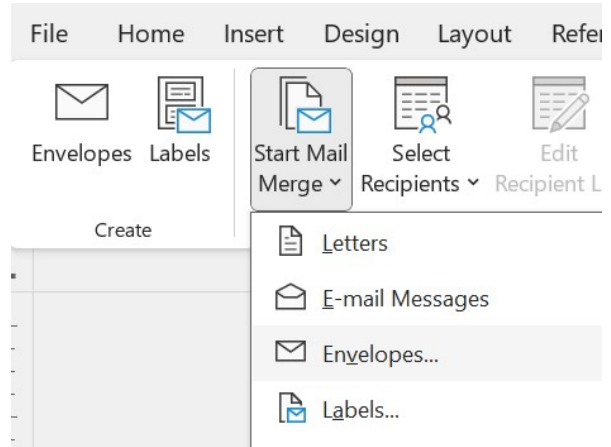 File Home Insert Design Layout
Envelopes Labels
Start Mail
Merge
Select
Recipients
Edit
Recipient
Create
Letters
E-mail Messages
Envelopes...
Labels...